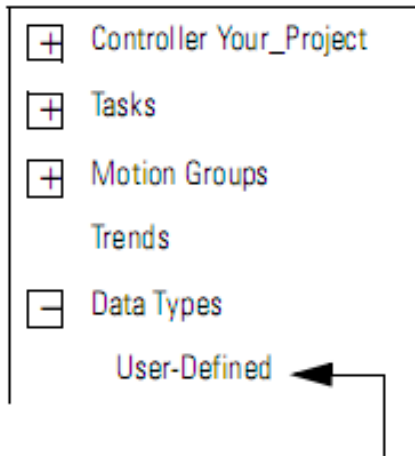 Controller Your_Project
Tasks
Motion Groups
Trends
Data Types
User-Defined